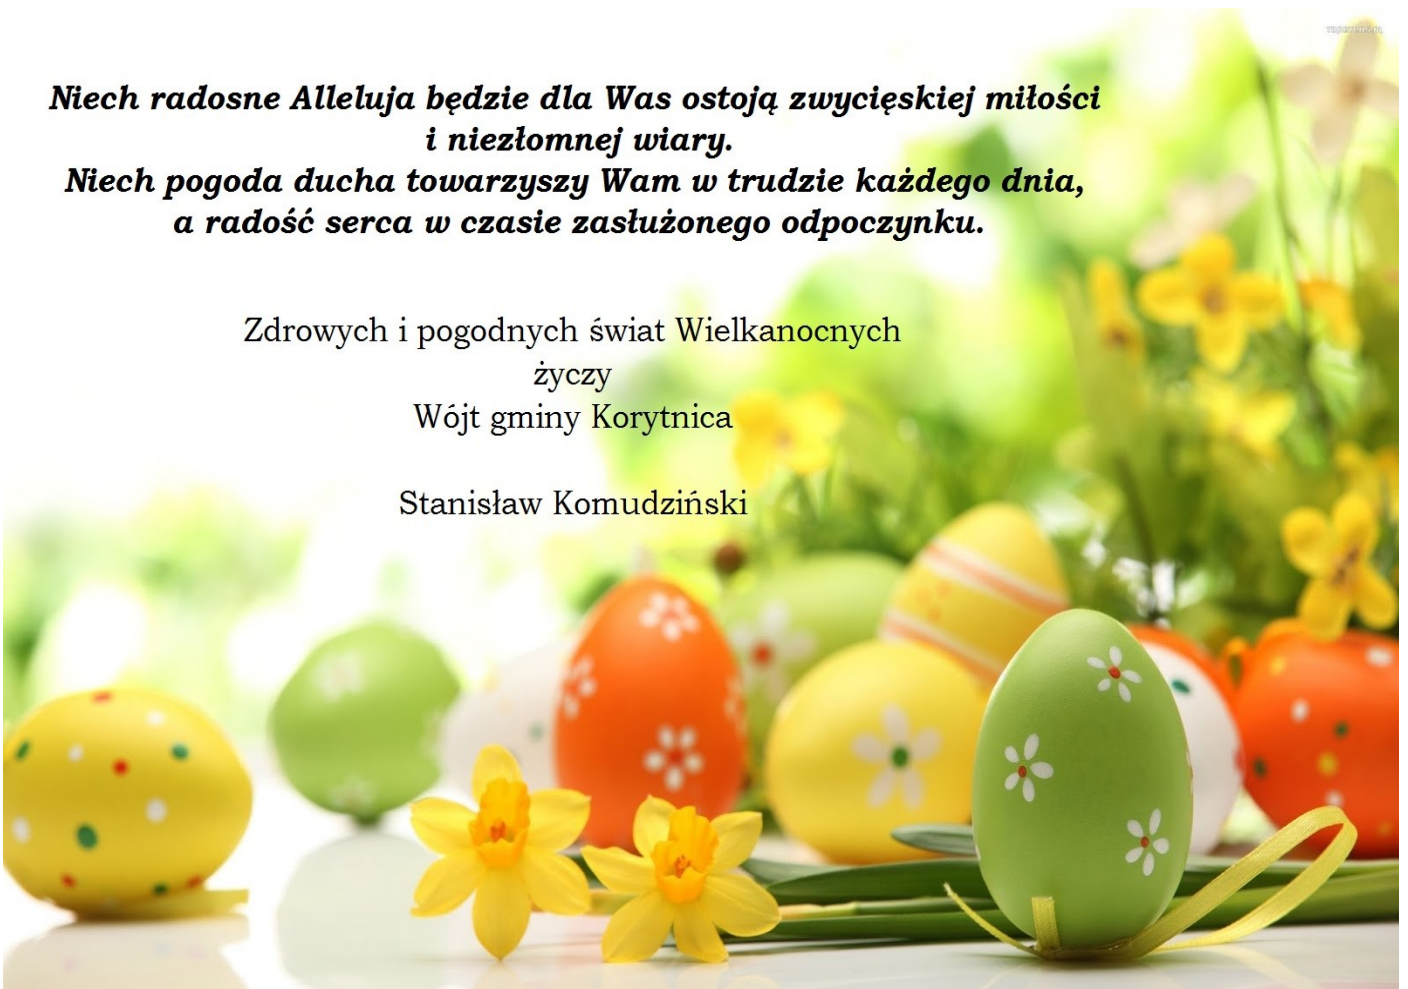 Niech radosne Alleluja będzie dla Was ostoją zwycięskiej miłości
i niezłomnej wiary.
Niech pogoda ducha towarzyszy Wam w trudzie każdego dnia,
a radość serca w czasie zasłużonego odpoczynku.
Zdrowych i pogodnych świat Wielkanocnych
życzy
Wójt gminy Korytnica
Stanisław Komudziński